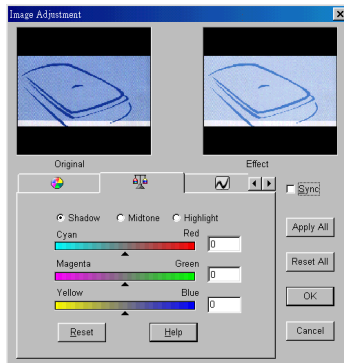 Image Adjustment
Original
Effect
Sync
Shadow
Midtone
Highlight
Cyan
Red
0
Magenta
Green
0
Yellow
Blue
0
Reset
Help
Apply All
Reset All
OK
Cancel